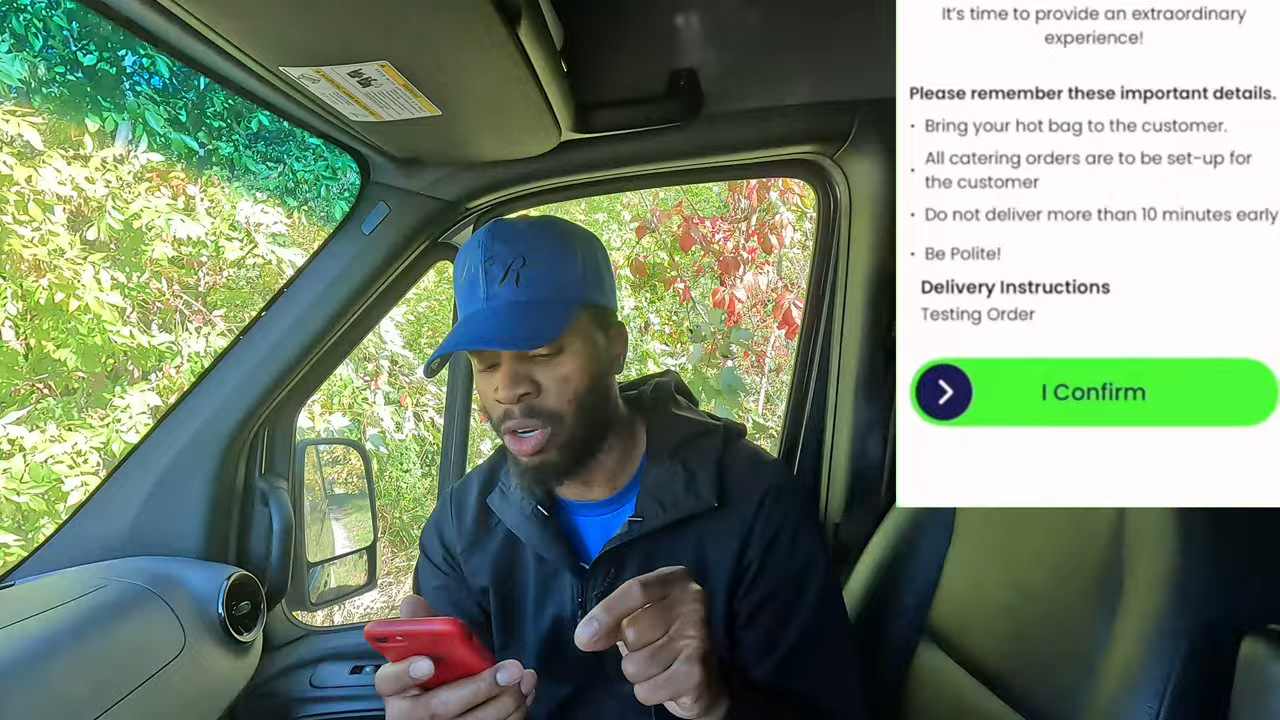 It's time to provide an extraordinary
experience!
Please remember these important details.
· Bring your hot bag to the customer.
· All catering orders are to be set-up for
the customer
· Do not deliver more than 10 minutes early
· Be Polite!
Delivery Instructions
Testing Order
I Confirm
R